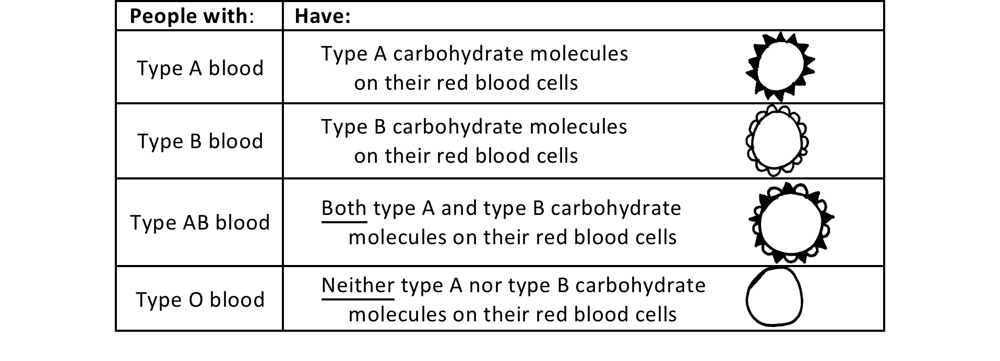 People with:
Have:
Type A blood
Type A carbohydrate molecules
on their red blood cells
Type B blood
Type B carbohydrate molecules
on their red blood cells
Type AB blood
Both type A and type B carbohydrate
molecules on their red blood cells
Type O blood
Neither type A nor type B carbohydrate
molecules on their red blood cells